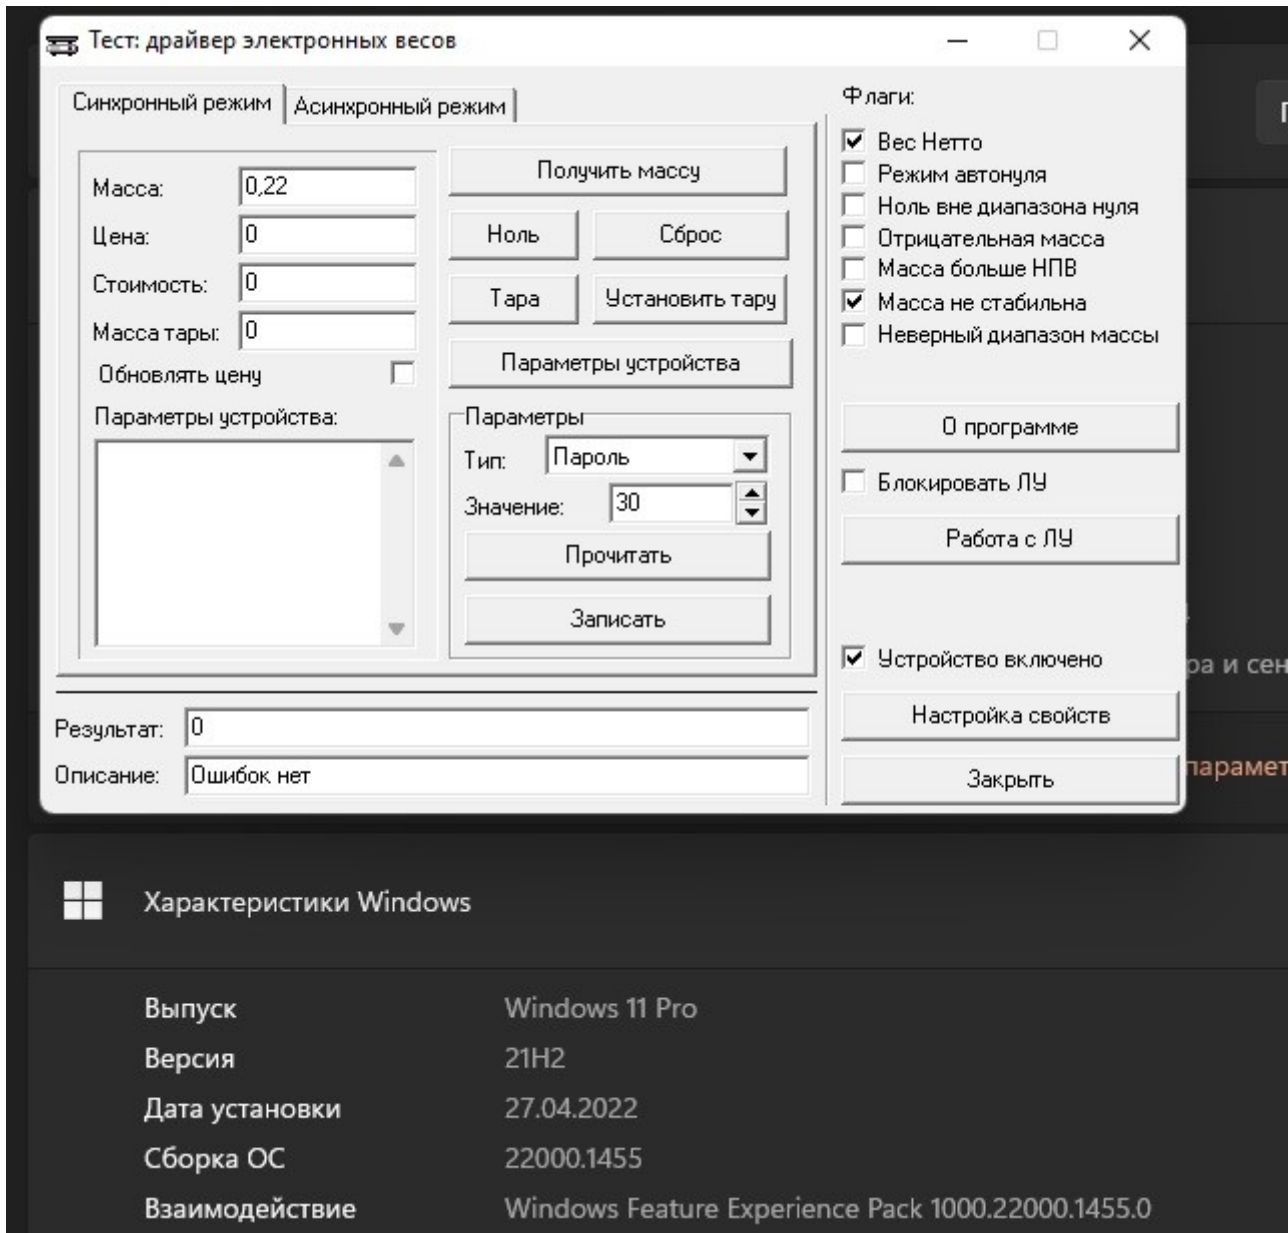 Тест: драйвер электронных весов
Синхронный режим
Асинхронный режим
Масса: 0,22
Цена: 0
Стоимость: 0
Масса тары: 0
Обновлять цену
Параметры устройства:
Получить массу
Ноль
Сброс
Тара
Установить тару
Параметры устройства
Параметры
Тип: Пароль
Значение: 30
Прочитать
Записать
Результат: 0
Описание: Ошибок нет
Флаги:
Вес Нетто
Режим автонуля
Ноль вне диапазона нуля
Отрицательная масса
Масса больше НПВ
Масса не стабильна
Неверный диапазон массы
О программе
Блокировать ЛУ
Работа с ЛУ
Устройство включено
Настройка свойств
Закрыть
ра и сен
парамет
Характеристики Windows
Выпуск Windows 11 Pro
Версия 21H2
Дата установки 27.04.2022
Сборка ОС 22000.1455
Взаимодействие Windows Feature Experience Pack 1000.22000.1455.0